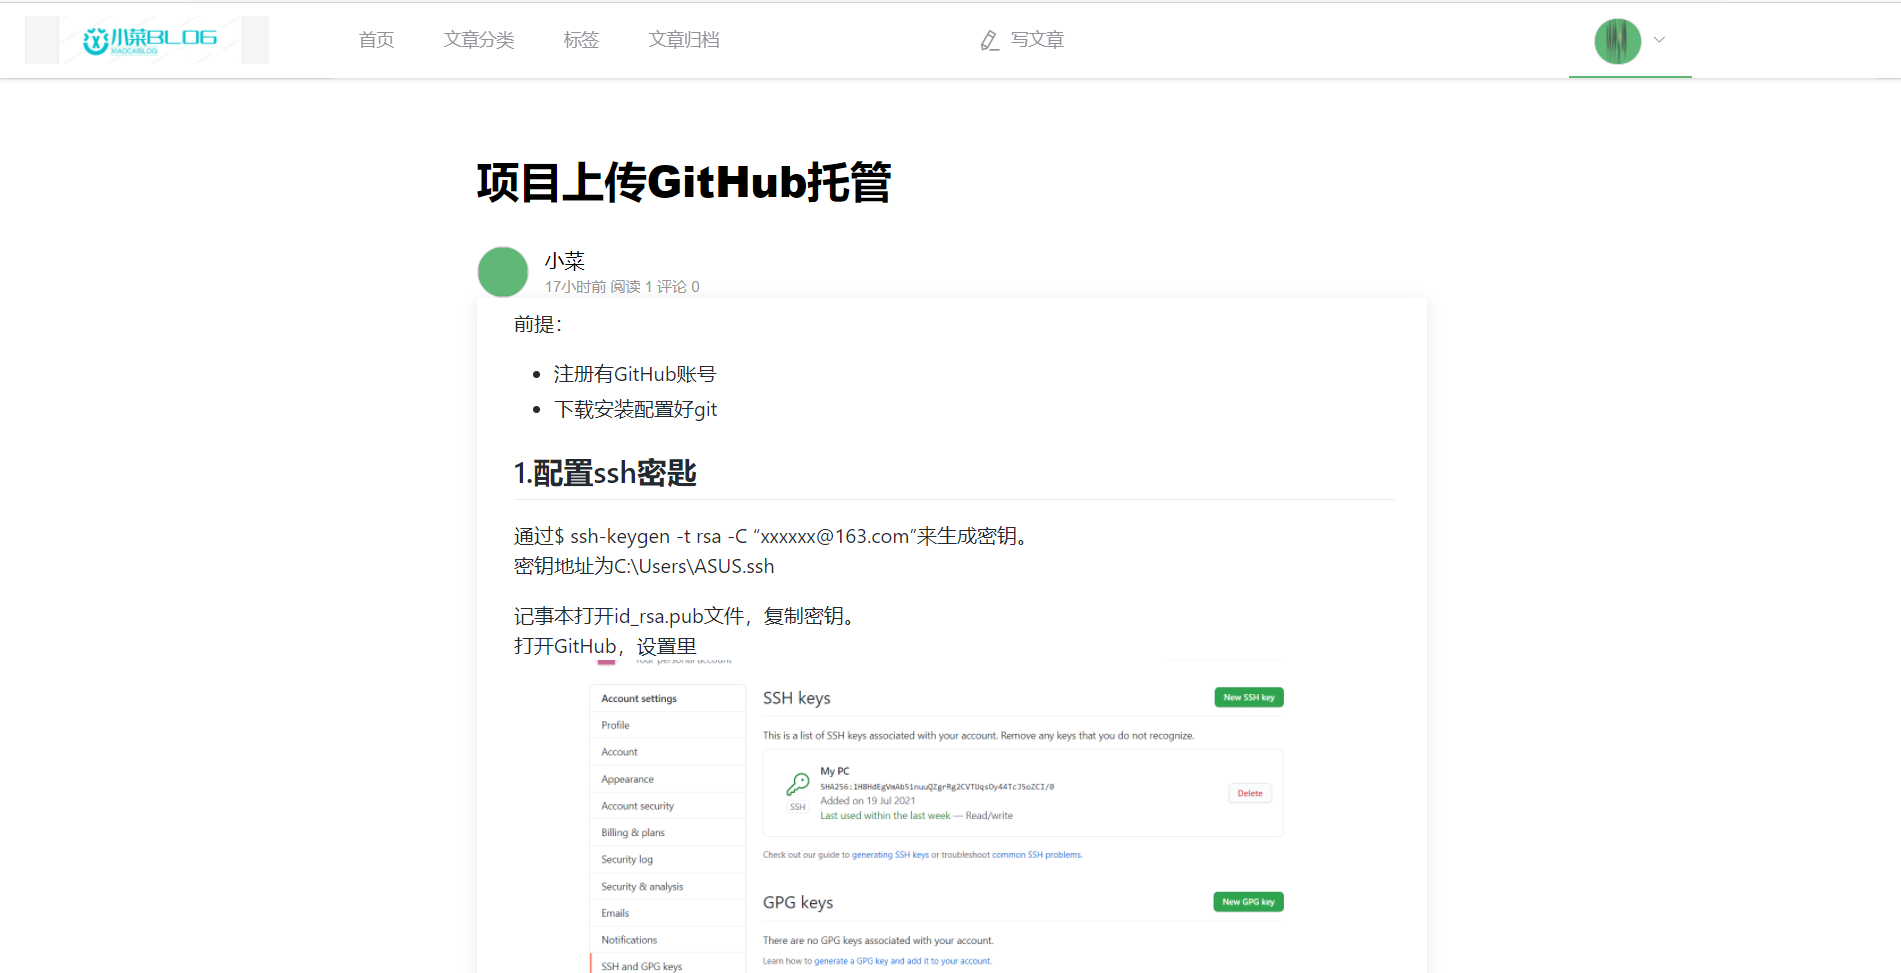 小菜BLOG
XIAOCAIBLOG
首页 文章分类 标签 文章归档 写文章
项目上传GitHub托管
小菜
17小时前 阅读 1 评论 0
前提：
注册有GitHub账号
下载安装配置好git
1.配置ssh密匙
通过$ ssh-keygen -t rsa -C “xxxxxx@163.com“来生成密钥。
密钥地址为C:\Users\ASUS.ssh
记事本打开id_rsa.pub文件，复制密钥。
打开GitHub，设置里
Your personal account
Account settings
Profile
Account
Appearance
Account security
Billing & plans
Security log
Security & analysis
Emails
Notifications
SSH and GPG keys
SSH keys
New SSH key
This is a list of SSH keys associated with your account. Remove any keys that you do not recognize.
My PC
SHA256:1H8HdEgVmAb51nuuQZgrRg2CVTUqsOy44TcJ5oZCI/0
Added on 19 Jul 2021
Last used within the last week — Read/write
SSH
Delete
Check out our guide to generating SSH keys or troubleshoot common SSH problems.
GPG keys
New GPG key
There are no GPG keys associated with your account.
Learn how to generate a GPG key and add it to your account.